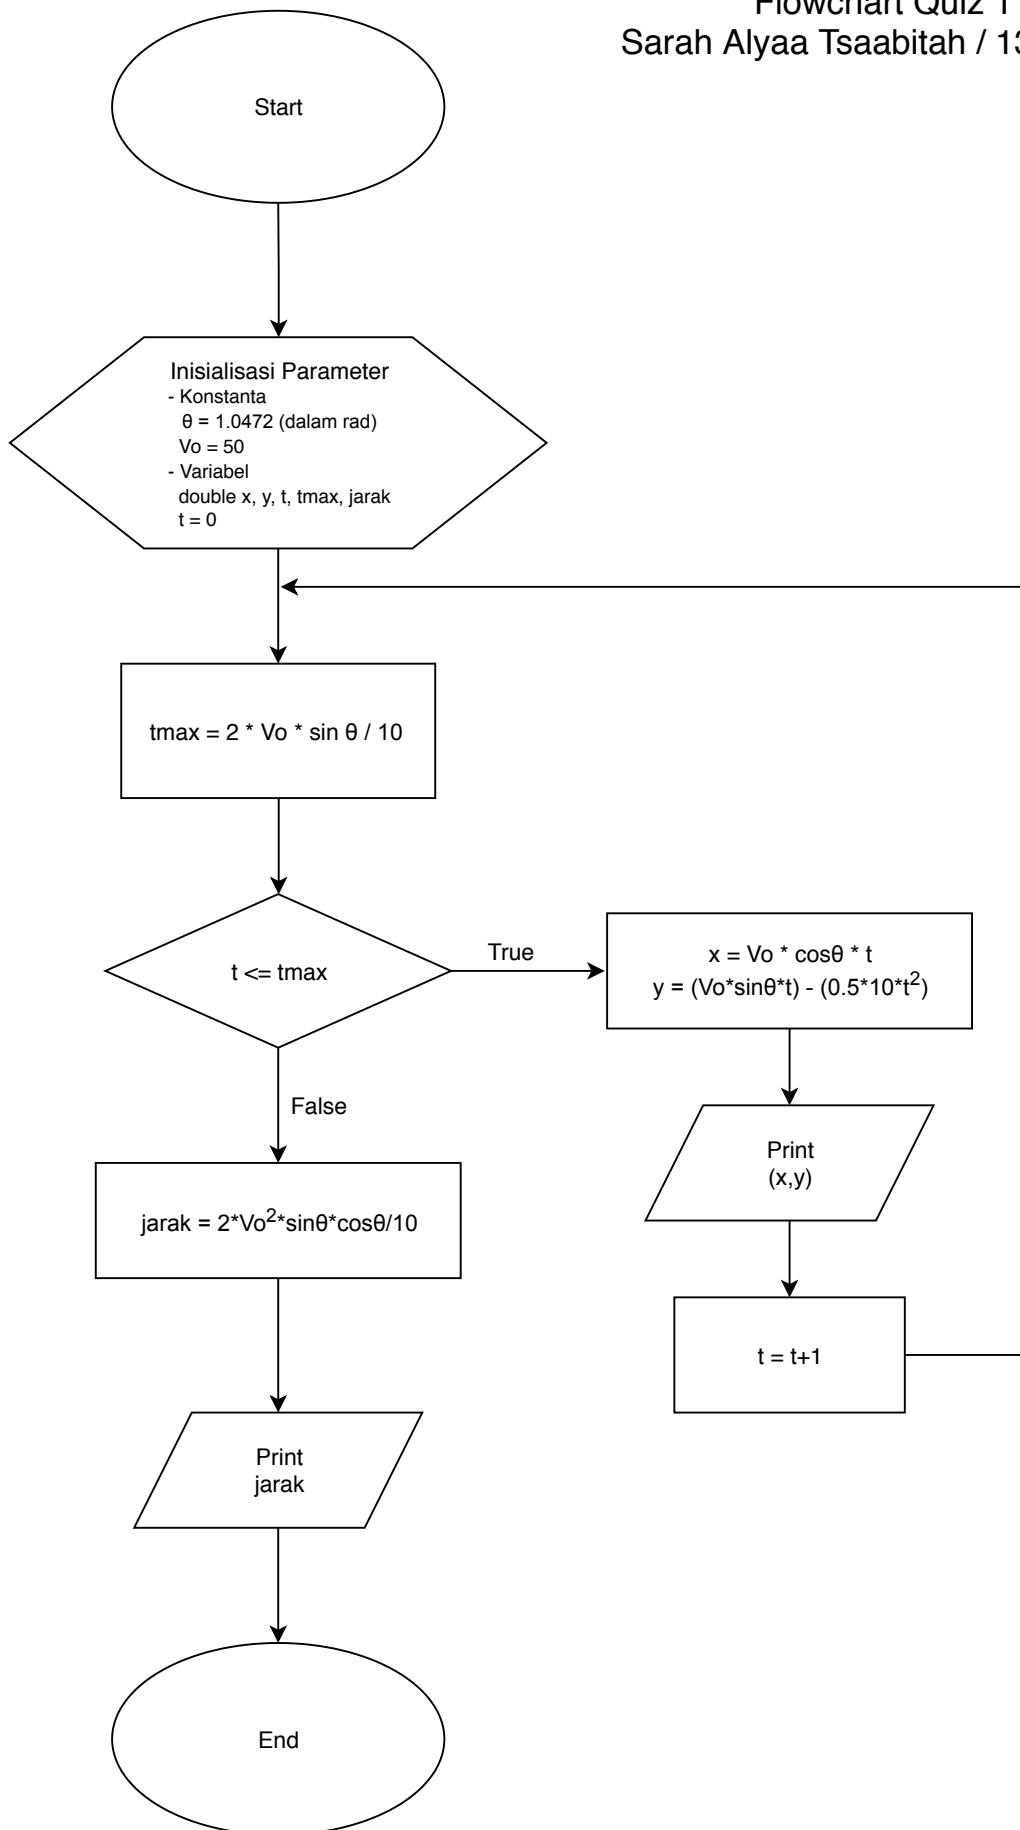 Flowchart Quiz 1
Sarah Alyaa Tsaabitah / 13
Start
Inisialisasi Parameter
- Konstanta
θ = 1.0472 (dalam rad)
Vo = 50
- Variabel
double x, y, t, tmax, jarak
t = 0
tmax = 2 * Vo * sin θ / 10
t <= tmax
True
x = Vo * cosθ * t
y = (Vo*sinθ*t) - (0.5*10*t²)
False
Print
(x,y)
jarak = 2*Vo²*sinθ*cosθ/10
t = t+1
Print
jarak
End